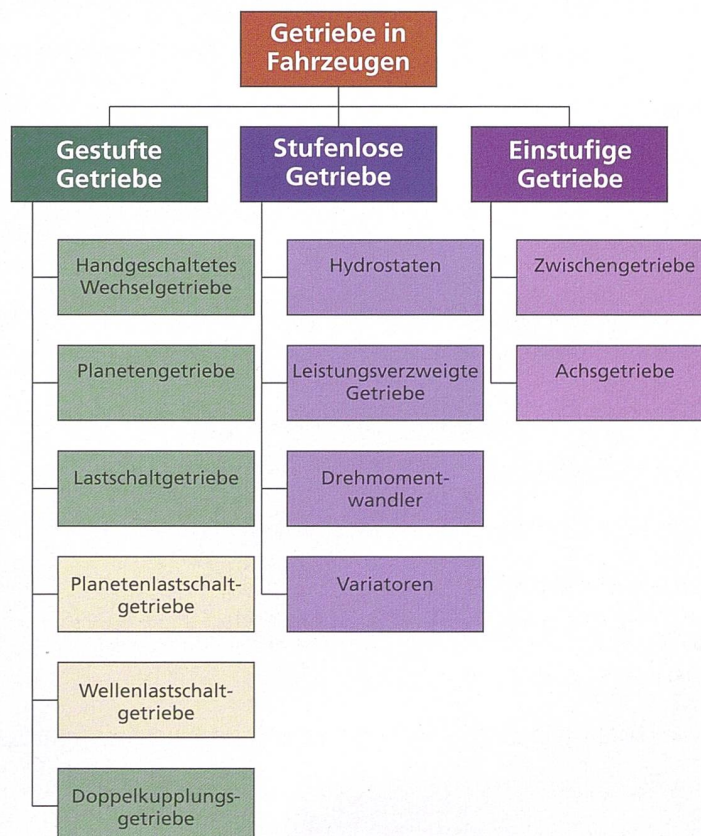 Getriebe in
Fahrzeugen
Gestufte
Getriebe
Stufenlose
Getriebe
Einstufige
Getriebe
Handgeschaltetes
Wechselgetriebe
Planetengetriebe
Lastschaltgetriebe
Planetenlastschalt-
getriebe
Wellenlastschalt-
getriebe
Doppelkupplungs-
getriebe
Hydrostaten
Leistungsverzweigte
Getriebe
Drehmoment-
wandler
Variatoren
Zwischengetriebe
Achsgetriebe